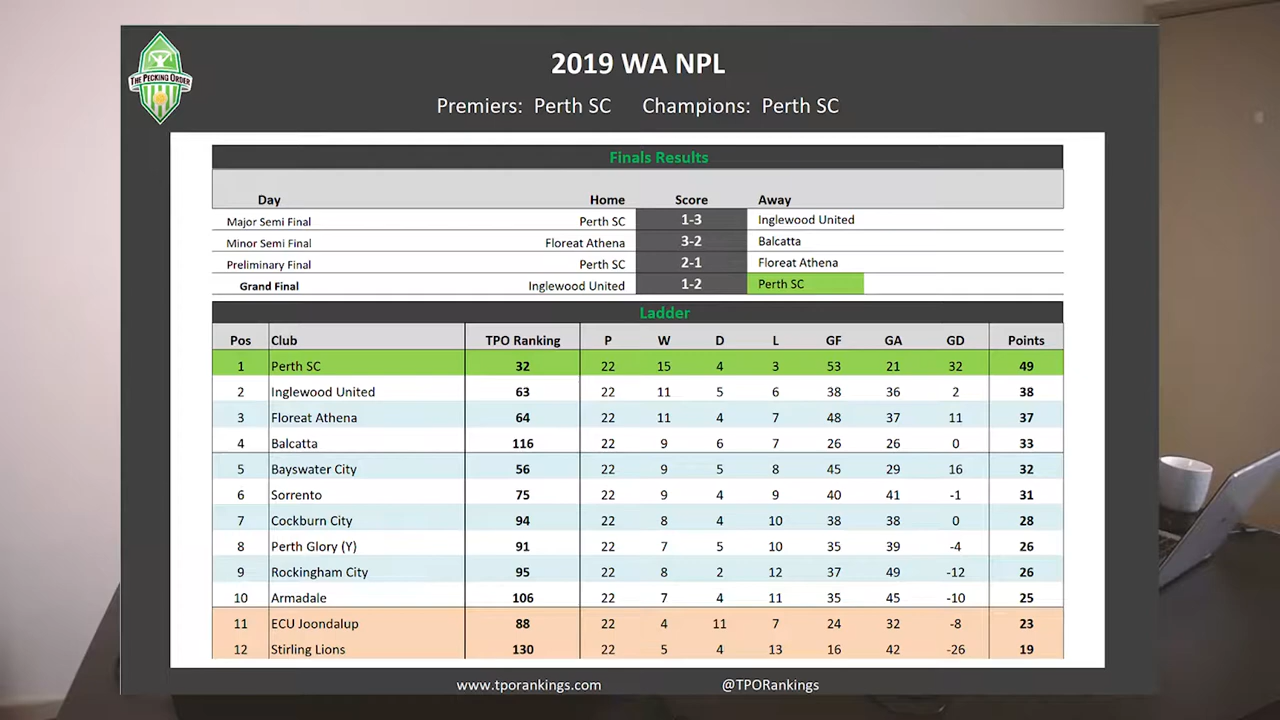 THE PECKING ORDER
2019 WA NPL
Premiers: Perth SC Champions: Perth SC
Finals Results
Day Home Score Away
Major Semi Final Perth SC 1-3 Inglewood United
Minor Semi Final Floreat Athena 3-2 Balcatta
Preliminary Final Perth SC 2-1 Floreat Athena
Grand Final Inglewood United 1-2 Perth SC
Ladder
Pos Club TPO Ranking P W D L GF GA GD Points
1 Perth SC 32 22 15 4 3 53 21 32 49
2 Inglewood United 63 22 11 5 6 38 36 2 38
3 Floreat Athena 64 22 11 4 7 48 37 11 37
4 Balcatta 116 22 9 6 7 26 26 0 33
5 Bayswater City 56 22 9 5 8 45 29 16 32
6 Sorrento 75 22 9 4 9 40 41 -1 31
7 Cockburn City 94 22 8 4 10 38 38 0 28
8 Perth Glory (Y) 91 22 7 5 10 35 39 -4 26
9 Rockingham City 95 22 8 2 12 37 49 -12 26
10 Armadale 106 22 7 4 11 35 45 -10 25
11 ECU Joondalup 88 22 4 11 7 24 32 -8 23
12 Stirling Lions 130 22 5 4 13 16 42 -26 19
www.tporankings.com @TPORankings